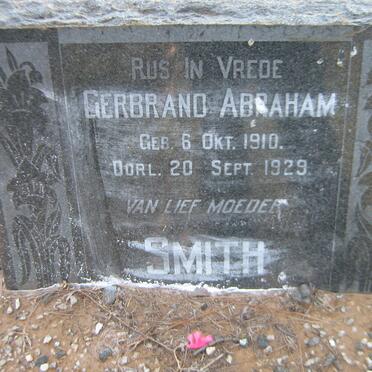 RUS IN VREDE
GERBRAND ABRAHAM
GEB. 6 OKT. 1910.
OORL. 20 SEPT. 1929.
VAN LIEF MOEDER
SMITH